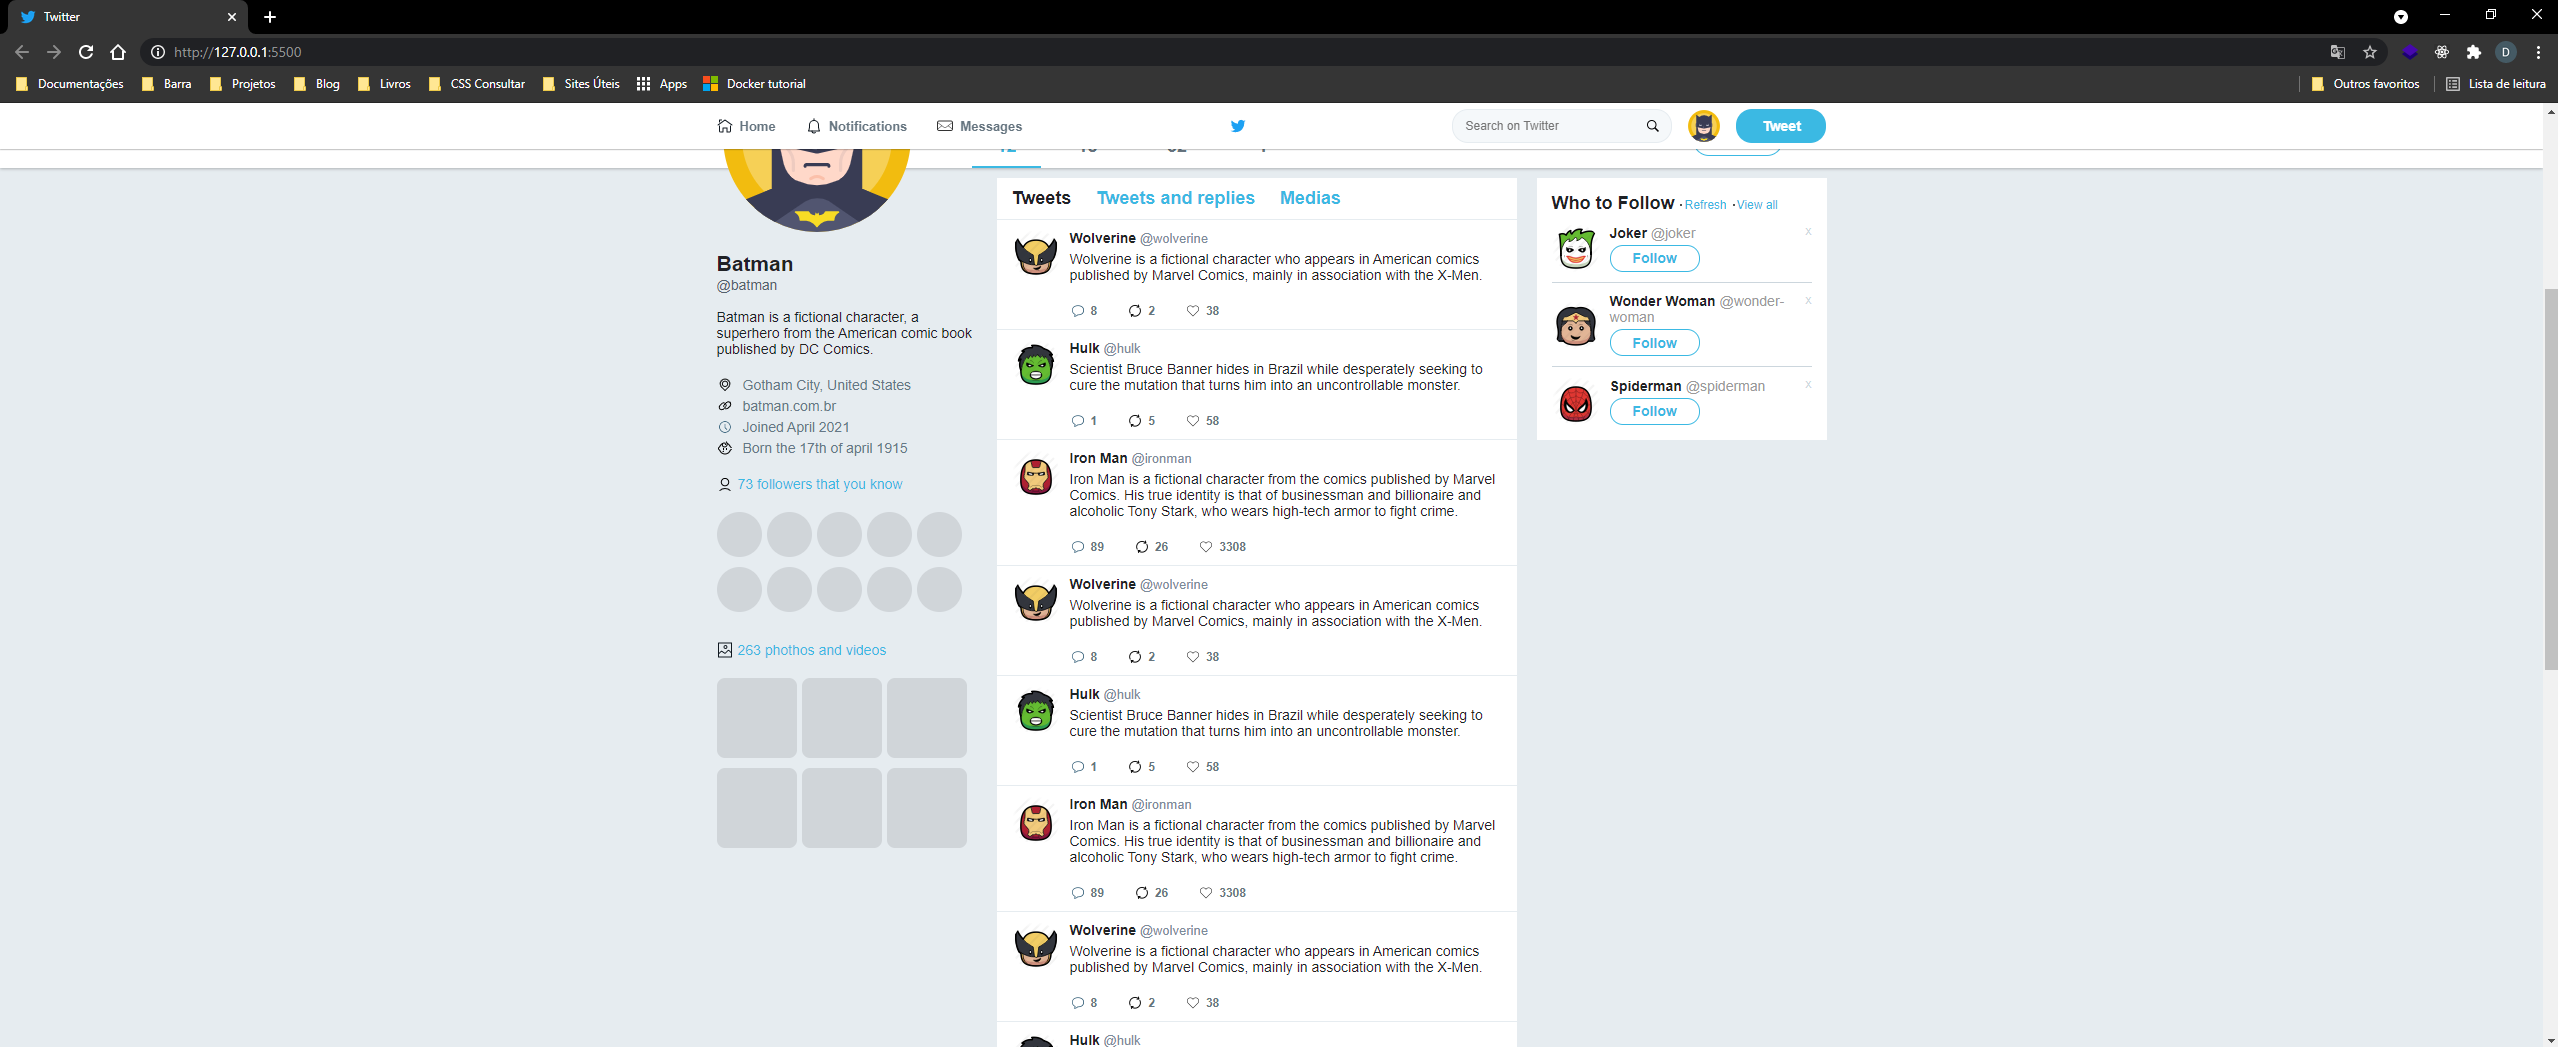 Twitter
http://127.0.0.1:5500
D
Documentações Barra Projetos Blog Livros CSS Consultar Sites Úteis Apps Docker tutorial Outros favoritos Lista de leitura
Home Notifications Messages Search on Twitter Tweet
Batman
@batman
Batman is a fictional character, a
superhero from the American comic book
published by DC Comics.
Gotham City, United States
batman.com.br
Joined April 2021
Born the 17th of april 1915
73 followers that you know
263 phothos and videos
Tweets Tweets and replies Medias
Wolverine @wolverine
Wolverine is a fictional character who appears in American comics
published by Marvel Comics, mainly in association with the X-Men.
8 2 38
Hulk @hulk
Scientist Bruce Banner hides in Brazil while desperately seeking to
cure the mutation that turns him into an uncontrollable monster.
1 5 58
Iron Man @ironman
Iron Man is a fictional character from the comics published by Marvel
Comics. His true identity is that of businessman and billionaire and
alcoholic Tony Stark, who wears high-tech armor to fight crime.
89 26 3308
Wolverine @wolverine
Wolverine is a fictional character who appears in American comics
published by Marvel Comics, mainly in association with the X-Men.
8 2 38
Hulk @hulk
Scientist Bruce Banner hides in Brazil while desperately seeking to
cure the mutation that turns him into an uncontrollable monster.
1 5 58
Iron Man @ironman
Iron Man is a fictional character from the comics published by Marvel
Comics. His true identity is that of businessman and billionaire and
alcoholic Tony Stark, who wears high-tech armor to fight crime.
89 26 3308
Wolverine @wolverine
Wolverine is a fictional character who appears in American comics
published by Marvel Comics, mainly in association with the X-Men.
8 2 38
Hulk @hulk
Who to Follow · Refresh · View all
Joker @joker x
Follow
Wonder Woman @wonder- x
woman
Follow
Spiderman @spiderman x
Follow